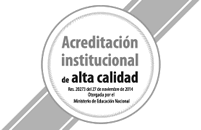 Acreditación
institucional
de alta calidad
Res. 20273 del 27 de noviembre de 2014
Otorgada por el
Ministerio de Educación Nacional